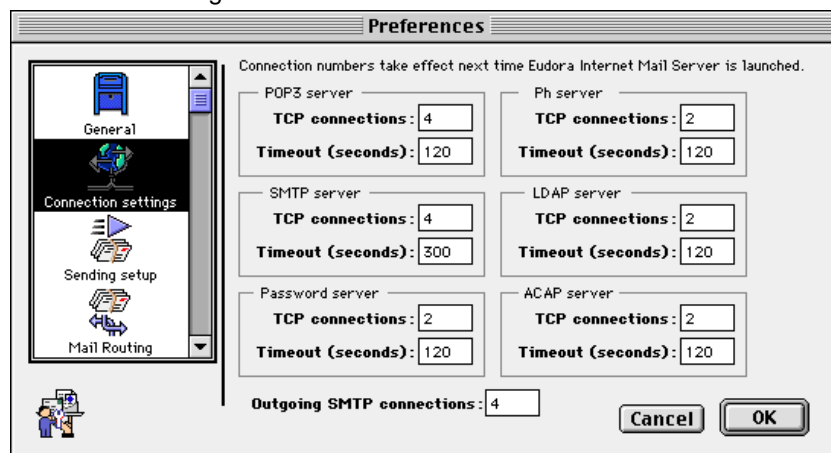 Preferences
Connection numbers take effect next time Eudora Internet Mail Server is launched.
General
Connection settings
Sending setup
Mail Routing
POP3 server
TCP connections: 4
Timeout (seconds): 120
Ph server
TCP connections: 2
Timeout (seconds): 120
SMTP server
TCP connections: 4
Timeout (seconds): 300
LDAP server
TCP connections: 2
Timeout (seconds): 120
Password server
TCP connections: 2
Timeout (seconds): 120
ACAP server
TCP connections: 2
Timeout (seconds): 120
Outgoing SMTP connections: 4
Cancel
OK